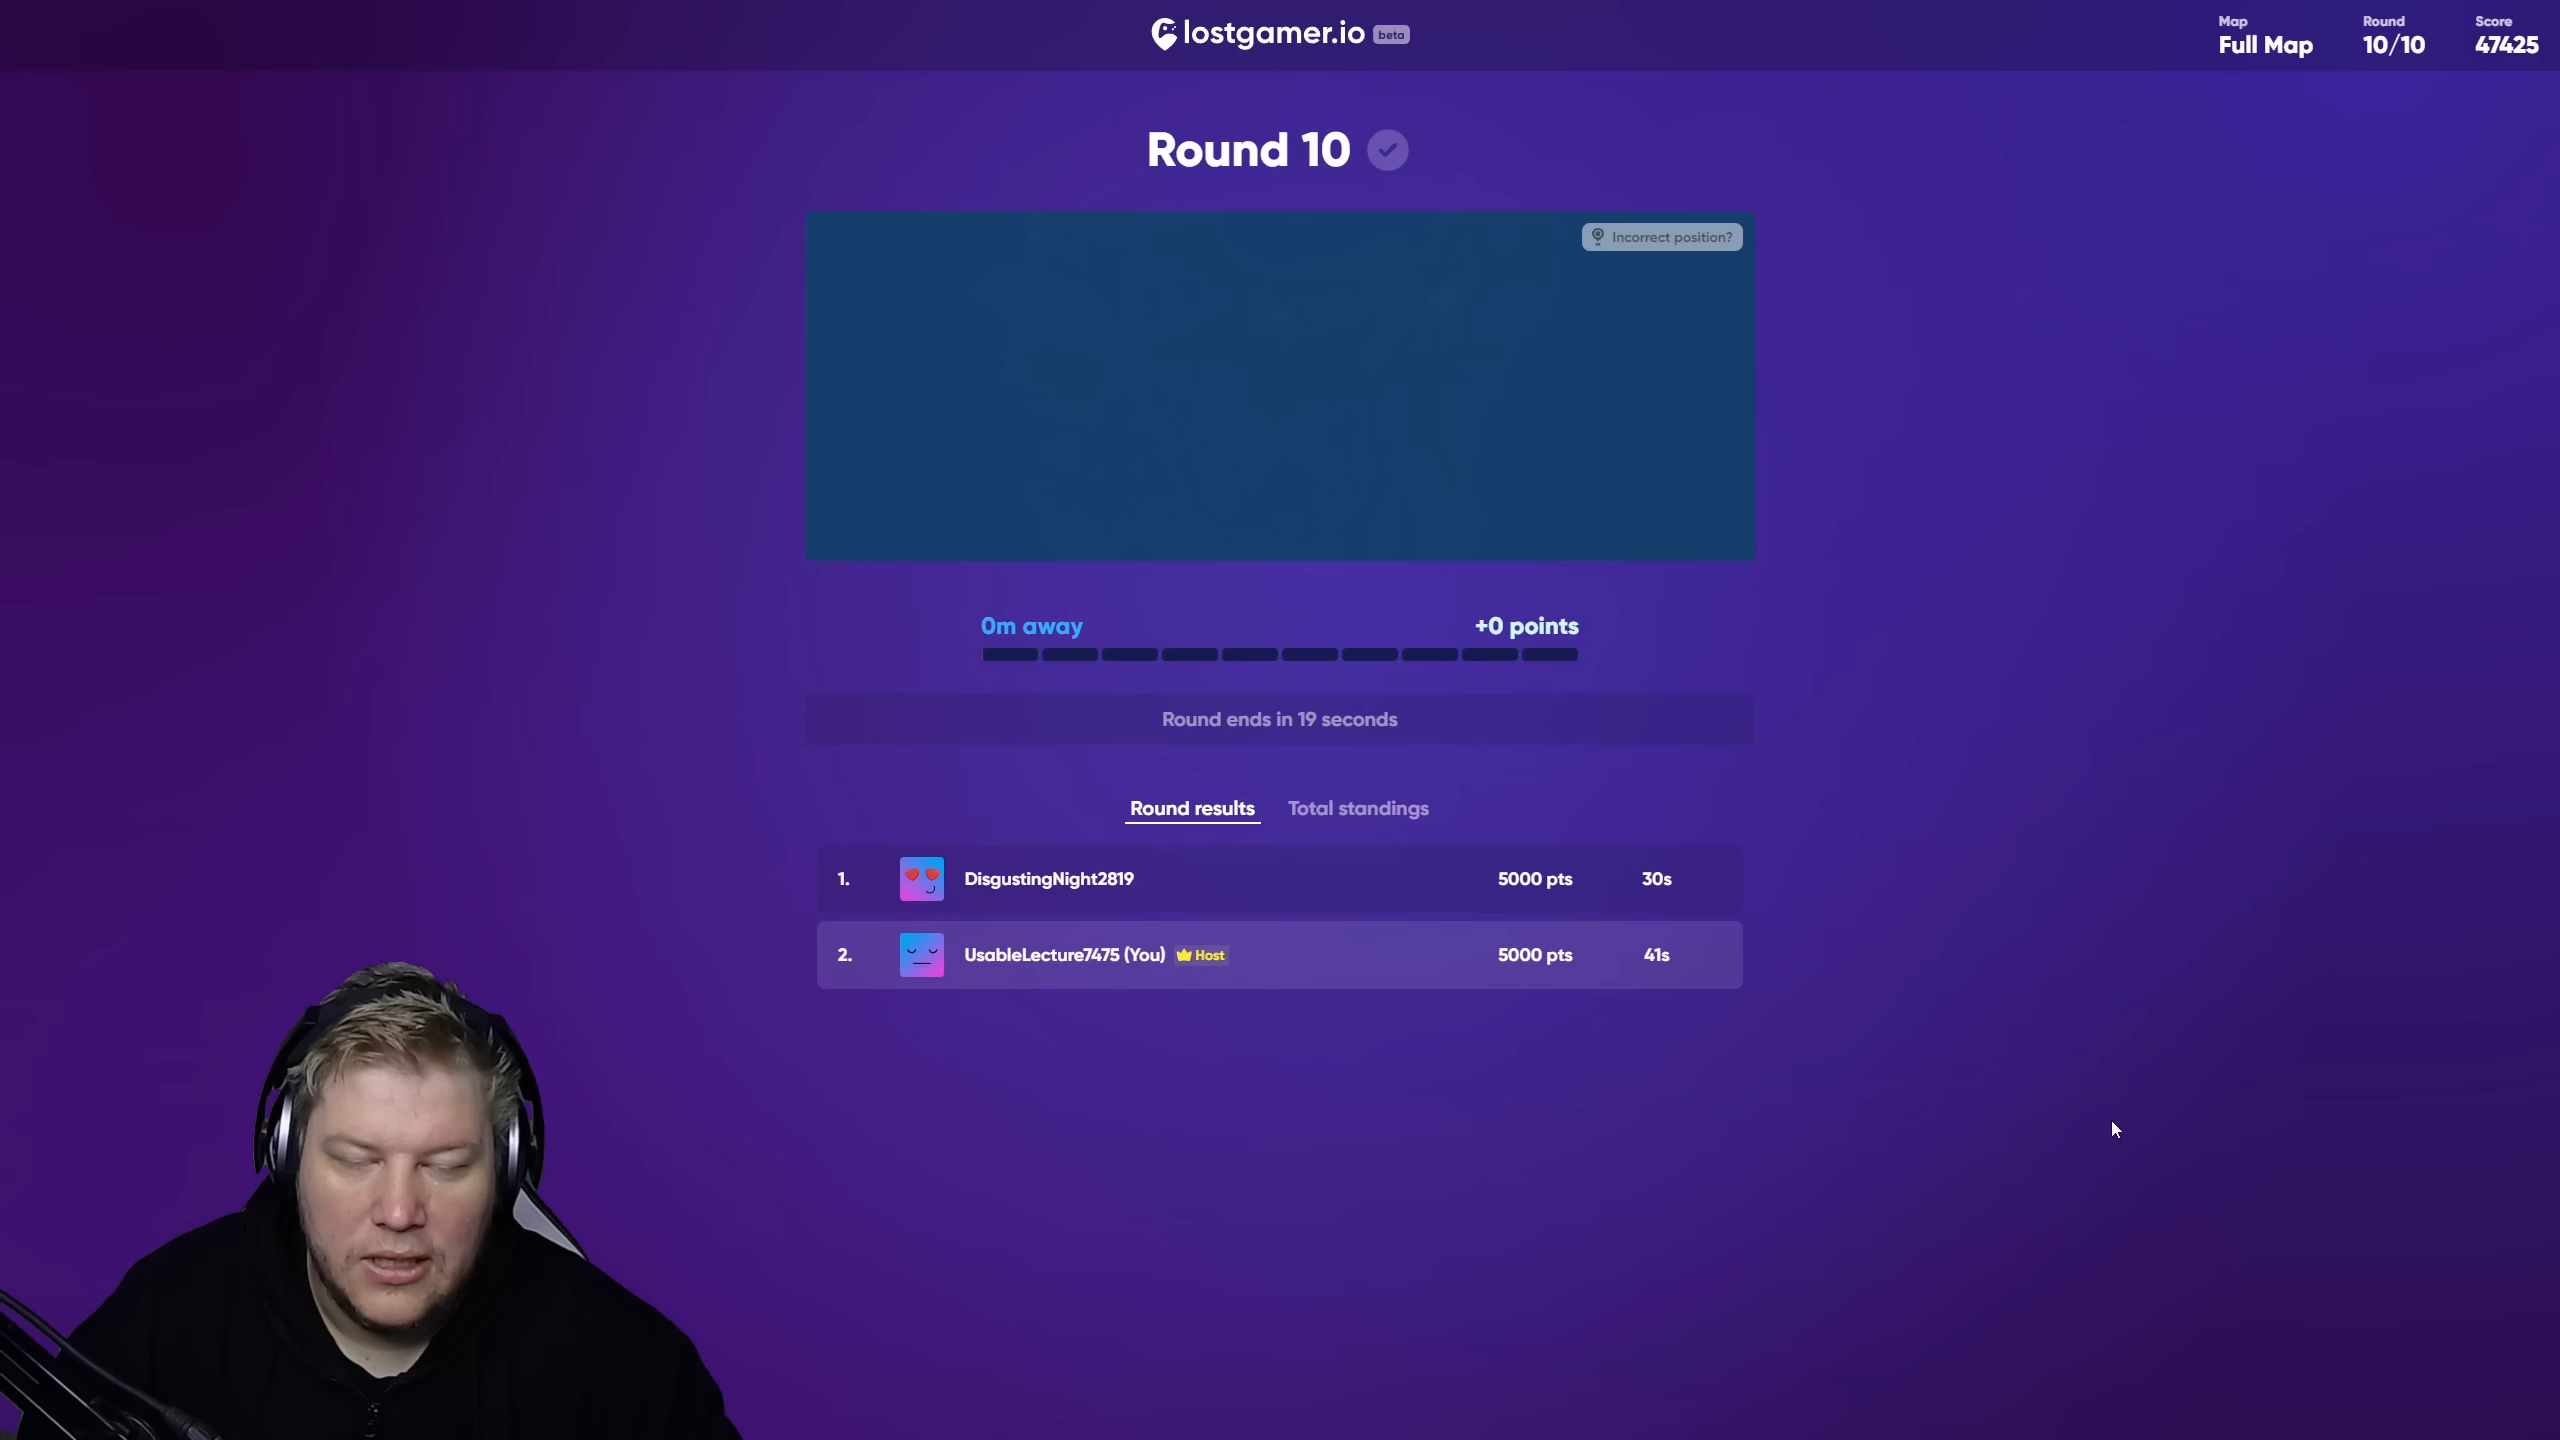 lostgamer.io beta
Map
Full Map
Round
10/10
Score
47425
Round 10
Incorrect position?
0m away
+0 points
Round ends in 19 seconds
Round results
Total standings
1. DisgustingNight2819 5000 pts 30s
2. UsableLecture7475 (You) Host 5000 pts 41s